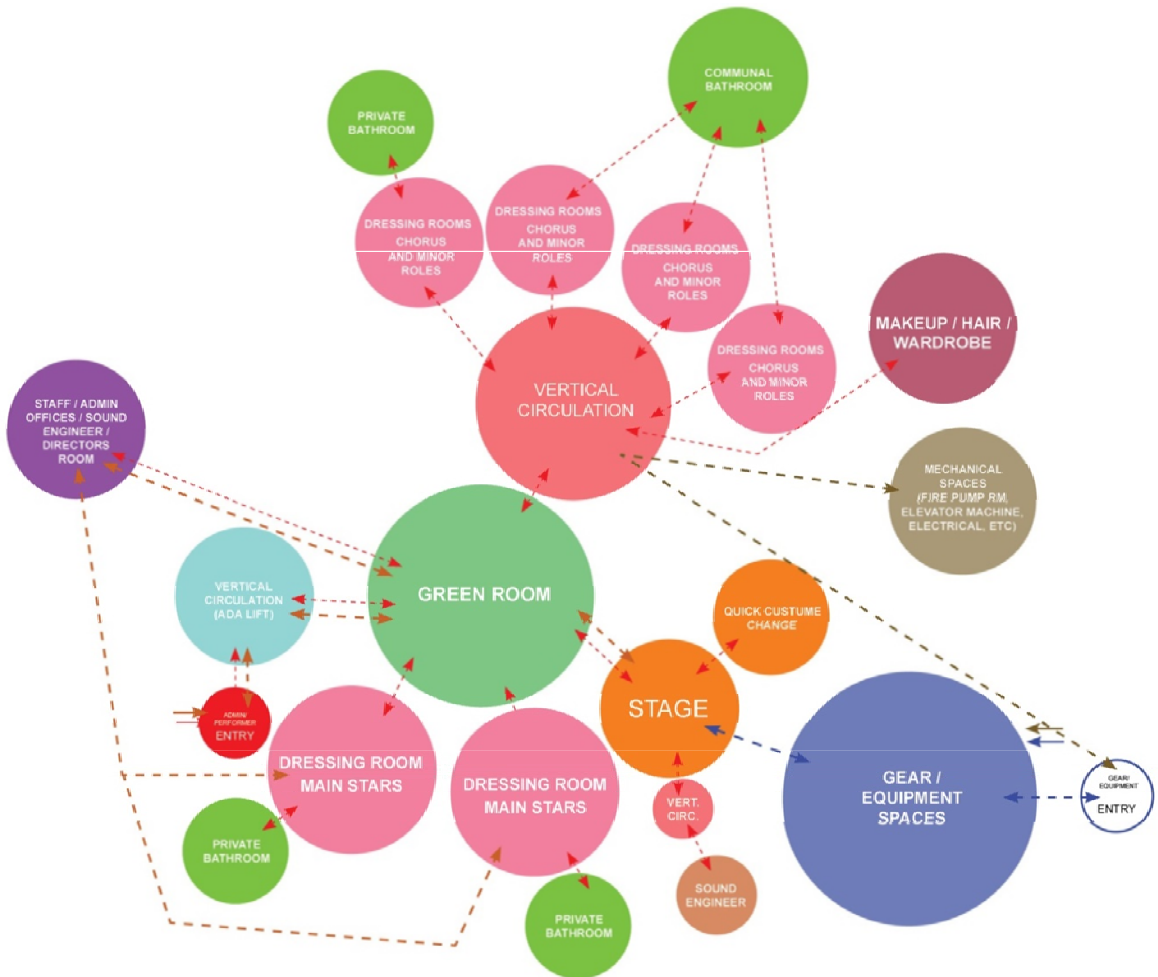 COMMUNAL
BATHROOM
PRIVATE
BATHROOM
DRESSING ROOMS
CHORUS
AND MINOR
ROLES
DRESSING ROOMS
CHORUS
AND MINOR
ROLES
DRESSING ROOMS
CHORUS
AND MINOR
ROLES
DRESSING ROOMS
CHORUS
AND MINOR
ROLES
MAKEUP / HAIR /
WARDROBE
VERTICAL
CIRCULATION
STAFF / ADMIN
OFFICES / SOUND
ENGINEER /
DIRECTORS
ROOM
MECHANICAL
SPACES
(FIRE PUMP RM,
ELEVATOR MACHINE,
ELECTRICAL, ETC)
VERTICAL
CIRCULATION
(ADA LIFT)
GREEN ROOM
QUICK CUSTUME
CHANGE
STAGE
ADMIN/
PERFORMER
ENTRY
DRESSING ROOM
MAIN STARS
DRESSING ROOM
MAIN STARS
GEAR /
EQUIPMENT
SPACES
GEAR/
EQUIPMENT
ENTRY
VERT.
CIRC.
PRIVATE
BATHROOM
SOUND
ENGINEER
PRIVATE
BATHROOM